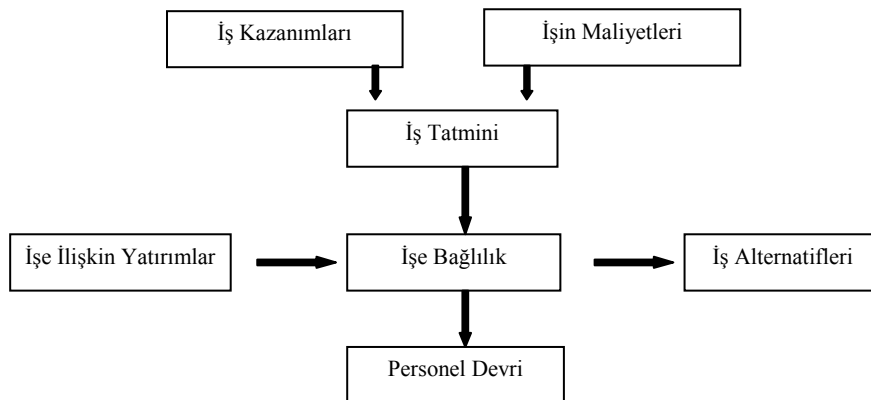 İş Kazanımları
İşin Maliyetleri
İş Tatmini
İşe İlişkin Yatırımlar
İşe Bağlılık
İş Alternatifleri
Personel Devri